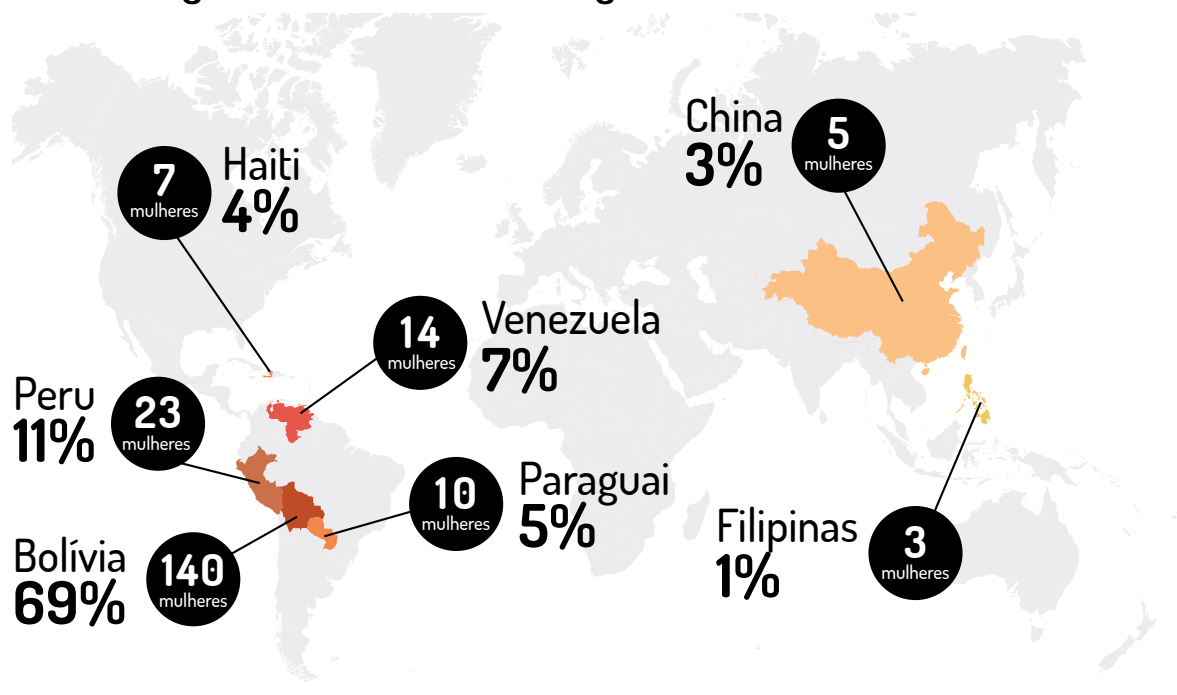 7
mulheres
Haiti
4%
China
3%
5
mulheres
14
mulheres
Venezuela
7%
Peru
11%
23
mulheres
10
mulheres
Paraguai
5%
Bolívia
69%
140
mulheres
Filipinas
1%
3
mulheres